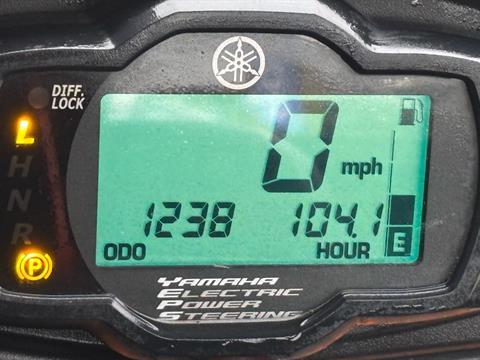 DIFF.
LOCK
L
H
N
R
P
0 mph
1238 104.1
ODO HOUR
E
YAMAHA
ELECTRIC
POWER
STEERING